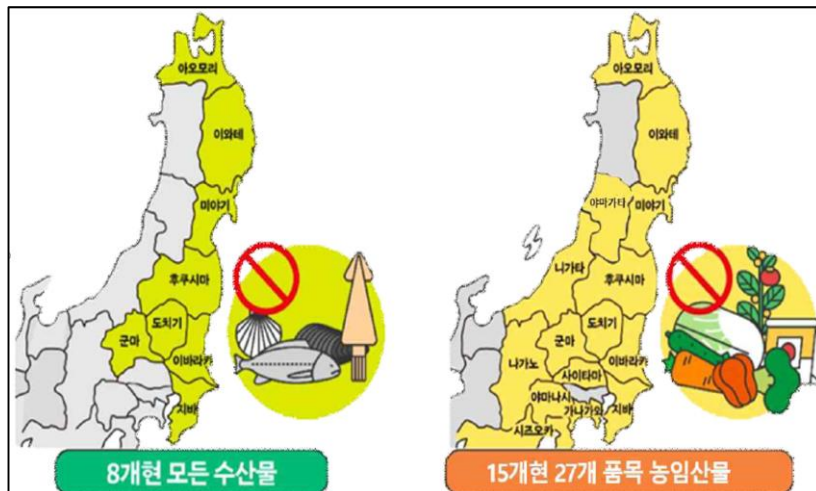 아오모리
이와테
미야기
후쿠시마
군마
도치기
이바라카
지바
8개현 모든 수산물
아오모리
이와테
야마가타
미야기
니가타
후쿠시마
나가노
군마
도치기
이바라카
사이타마
야마나시
가나가와
지바
시즈오카
15개현 27개 품목 농임산물